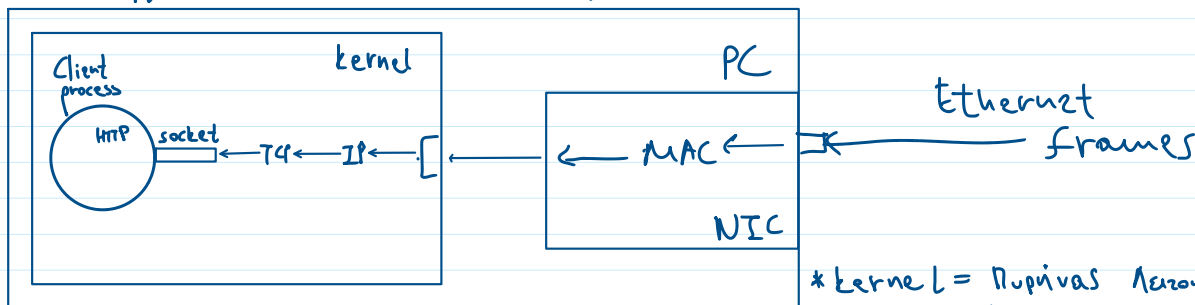 kernel
PC
Client
process
HTTP
socket
TCP
IP
MAC
NIC
Ethernet
frames
*kernel = Πυρήνας